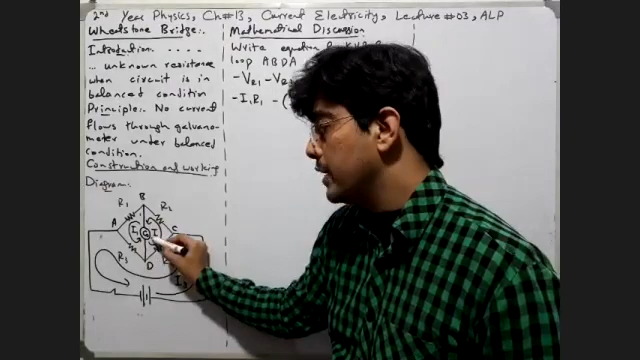 2nd Year Physics, Ch#13, Current Electricity, Lecture #03, ALP
Wheatstone Bridge:-
Introduction: ....
... unknown resistance
when circuit is in
balanced condition
Principle:- No current
flows through galvano-
meter under balanced
condition.
Construction and working
Diagram:
B
R1
R2
A
I1
G
I
C
R3
D
R
I3
Mathematical Discussion
Write equation
loop ABDA
-VR1 - VR
-I1R1 - (